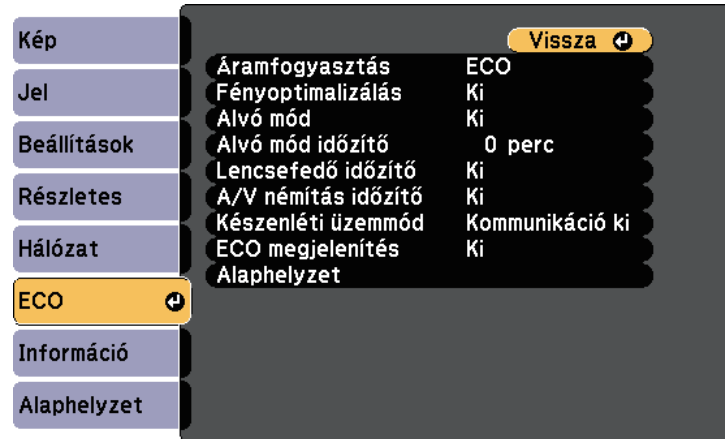 Kép
Jel
Beállítások
Részletes
Hálózat
ECO
Információ
Alaphelyzet
Vissza
Áramfogyasztás ECO
Fényoptimalizálás Ki
Alvó mód Ki
Alvó mód időzítő 0 perc
Lencsefedő időzítő Ki
A/V némítás időzítő Ki
Készenléti üzemmód Kommunikáció ki
ECO megjelenítés Ki
Alaphelyzet